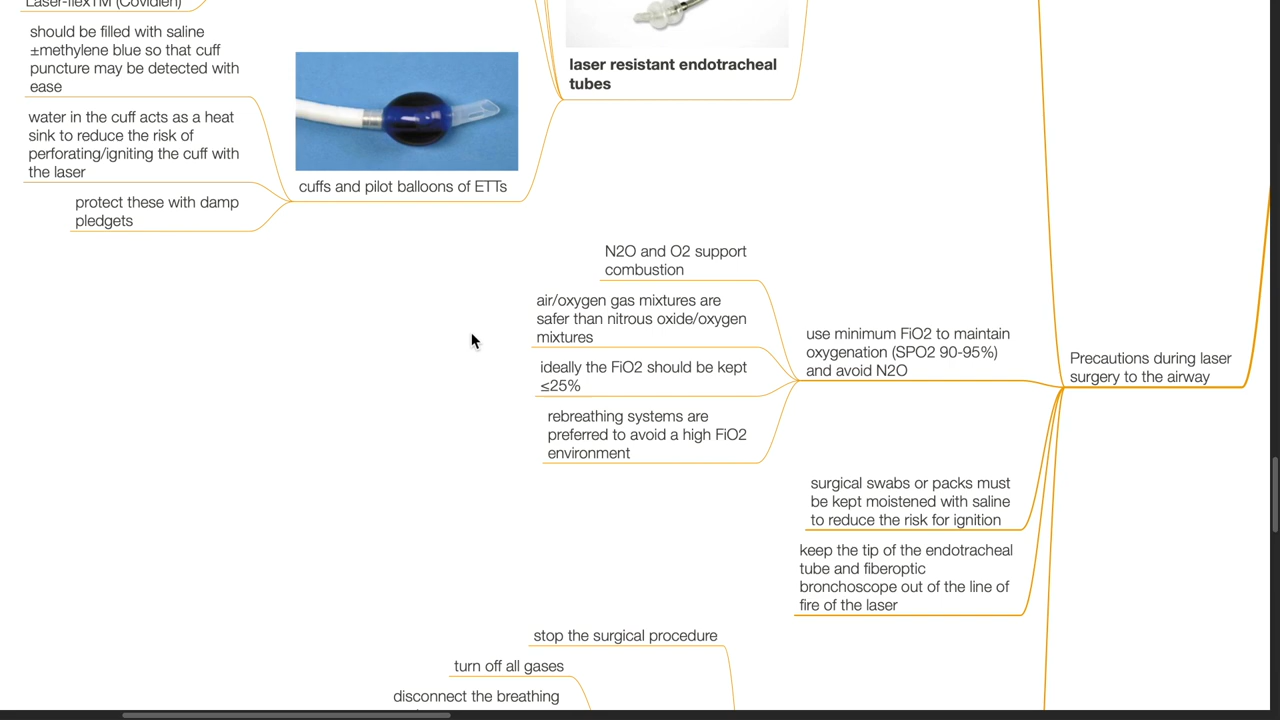 Laser-flexTM (Covidien)
should be filled with saline
±methylene blue so that cuff
puncture may be detected with
ease
water in the cuff acts as a heat
sink to reduce the risk of
perforating/igniting the cuff with
the laser
protect these with damp
pledgets
cuffs and pilot balloons of ETTs
laser resistant endotracheal
tubes
N2O and O2 support
combustion
air/oxygen gas mixtures are
safer than nitrous oxide/oxygen
mixtures
ideally the FiO2 should be kept
≤25%
rebreathing systems are
preferred to avoid a high FiO2
environment
use minimum FiO2 to maintain
oxygenation (SPO2 90-95%)
and avoid N2O
Precautions during laser
surgery to the airway
surgical swabs or packs must
be kept moistened with saline
to reduce the risk for ignition
keep the tip of the endotracheal
tube and fiberoptic
bronchoscope out of the line of
fire of the laser
stop the surgical procedure
turn off all gases
disconnect the breathing